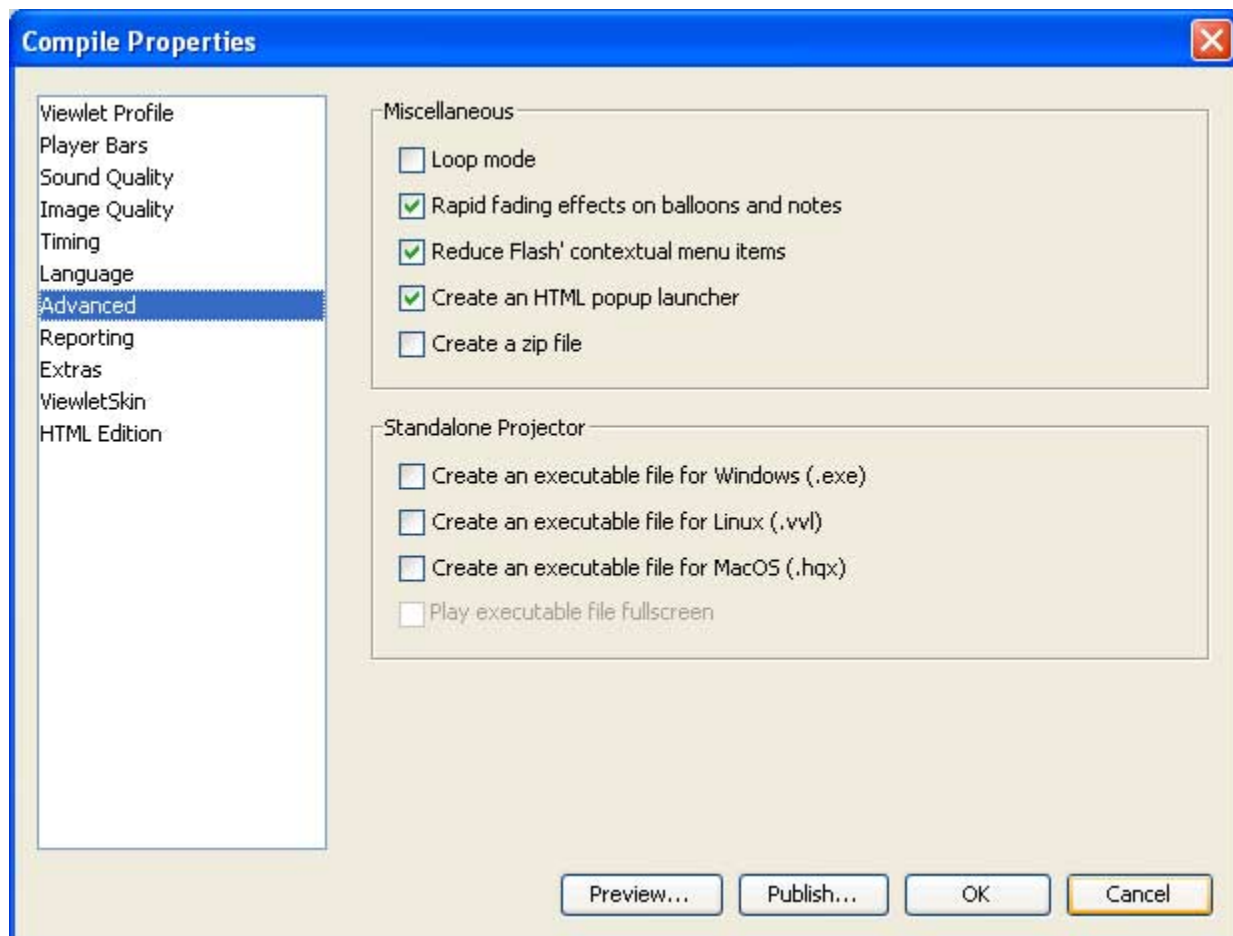 Compile Properties
Viewlet Profile
Player Bars
Sound Quality
Image Quality
Timing
Language
Advanced
Reporting
Extras
ViewletSkin
HTML Edition
Miscellaneous
Loop mode
Rapid fading effects on balloons and notes
Reduce Flash' contextual menu items
Create an HTML popup launcher
Create a zip file
Standalone Projector
Create an executable file for Windows (.exe)
Create an executable file for Linux (.vvl)
Create an executable file for MacOS (.hqx)
Play executable file fullscreen
Preview... Publish... OK Cancel